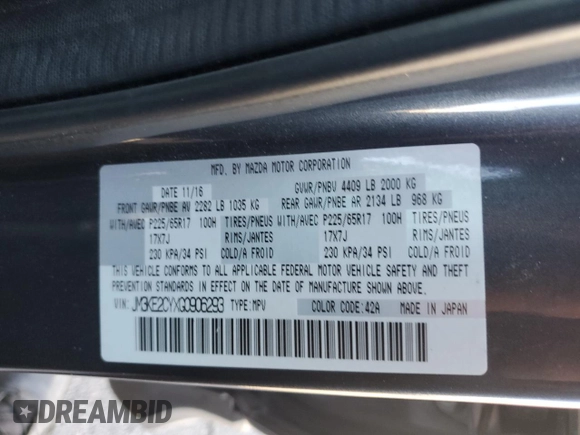 MFD. BY MAZDA MOTOR CORPORATION
DATE 11/16 GVWR/PNBV 4409 LB 2000 KG
FRONT GAWR/PNBE AV 2282 LB 1035 KG REAR GAWR/PNBE AR 2134 LB 968 KG
WITH/AVEC P225/65R17 100H TIRES/PNEUS WITH/AVEC P225/65R17 100H TIRES/PNEUS
17X7J RIMS/JANTES 17X7J RIMS/JANTES
230 KPA/34 PSI COLD/A FROID 230 KPA/34 PSI COLD/A FROID
THIS VEHICLE CONFORMS TO ALL APPLICABLE FEDERAL MOTOR VEHICLE SAFETY AND THEFT
PREVENTION STANDARDS IN EFFECT ON THE DATE OF MANUFACTURE SHOWN ABOVE.
VIN: JM3KE2CYXG0906293 TYPE:MPV COLOR CODE:42A MADE IN JAPAN
DREAMBID